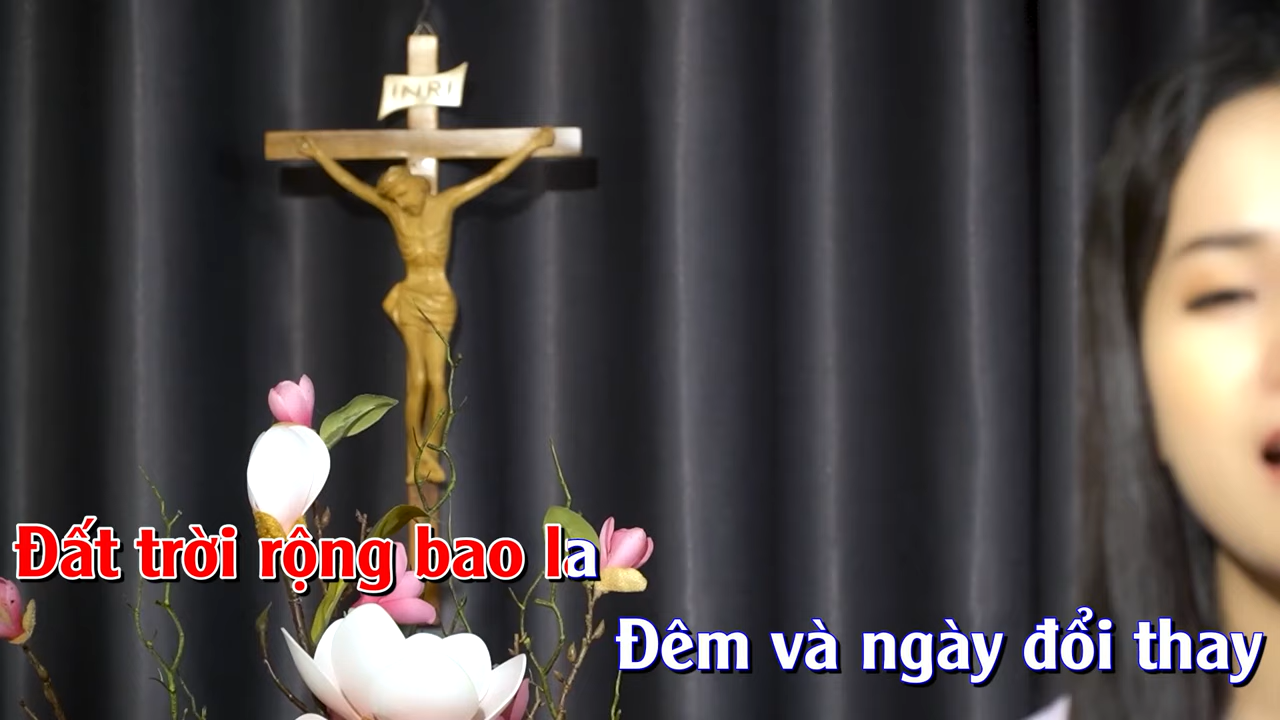 INRI
Đất trời rộng bao la
Đêm và ngày đổi thay